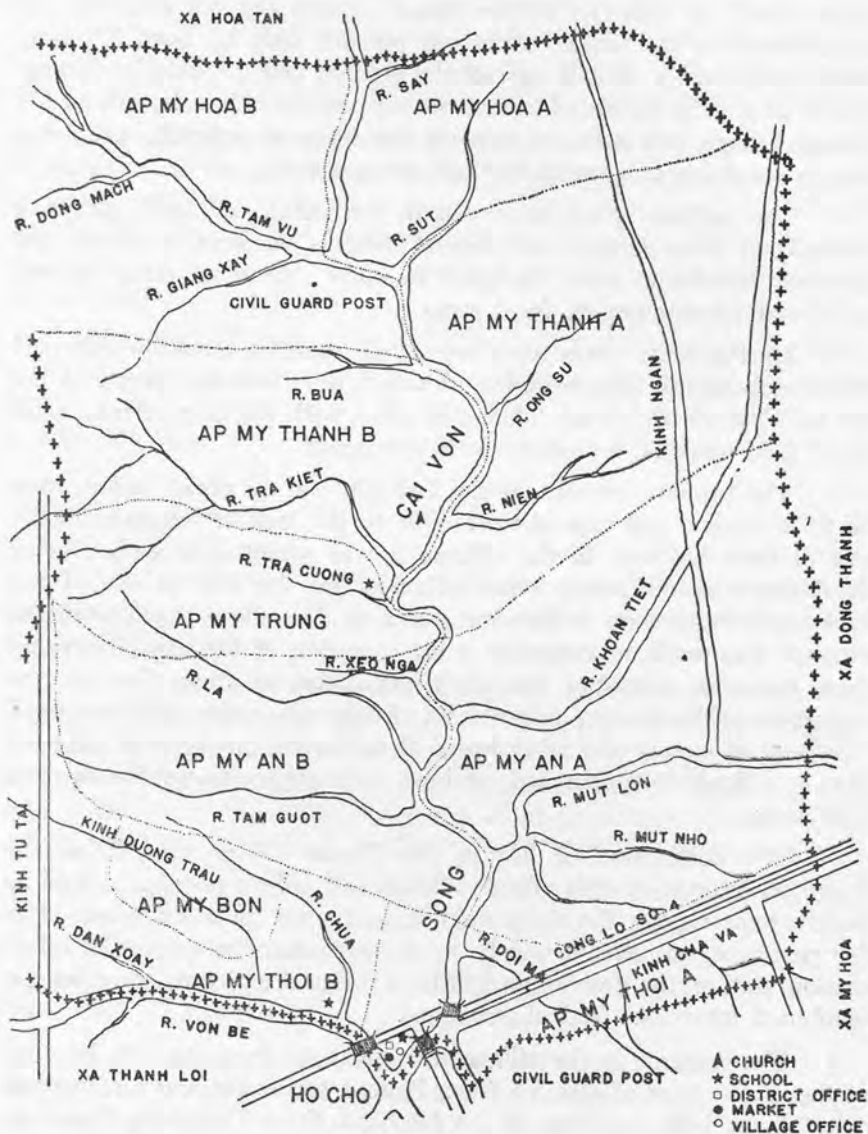 XA HOA TAN
R. SAY
AP MY HOA B
AP MY HOA A
R. DONG MACH
R. TAM VU
R. SUT
R. GIANG XAY
CIVIL GUARD POST
AP MY THANH A
R. BUA
R. ONG SU
KINH NGAN
AP MY THANH B
CAI VON
R. TRA KIET
R. NIEN
R. TRA CUONG
XA DONG THANH
AP MY TRUNG
R. XEO NGA
R. KHOAN TIET
R. LA
AP MY AN B
AP MY AN A
R. MUT LON
R. TAM GUOT
R. MUT NHO
KINH TU TAI
KINH DUONG TRAU
SONG
AP MY BON
R. CHUA
CONG LO SO 4
R. DAN XOAY
R. DOI MA
KINH CHA VA
AP MY THOI B
AP MY THOI A
R. VON BE
XA MY HOA
XA THANH LOI
HO CHO
CIVIL GUARD POST
CHURCH
SCHOOL
DISTRICT OFFICE
MARKET
VILLAGE OFFICE